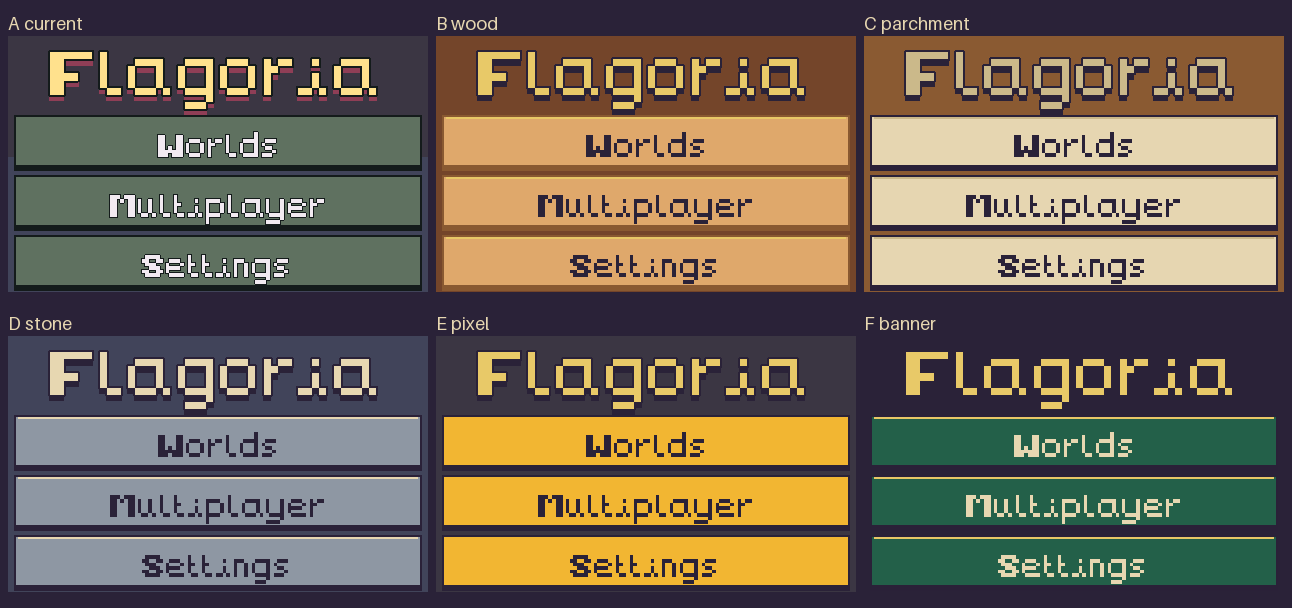 A current
Flagoria
Worlds
Multiplayer
Settings
B wood
Flagoria
Worlds
Multiplayer
Settings
C parchment
Flagoria
Worlds
Multiplayer
Settings
D stone
Flagoria
Worlds
Multiplayer
Settings
E pixel
Flagoria
Worlds
Multiplayer
Settings
F banner
Flagoria
Worlds
Multiplayer
Settings